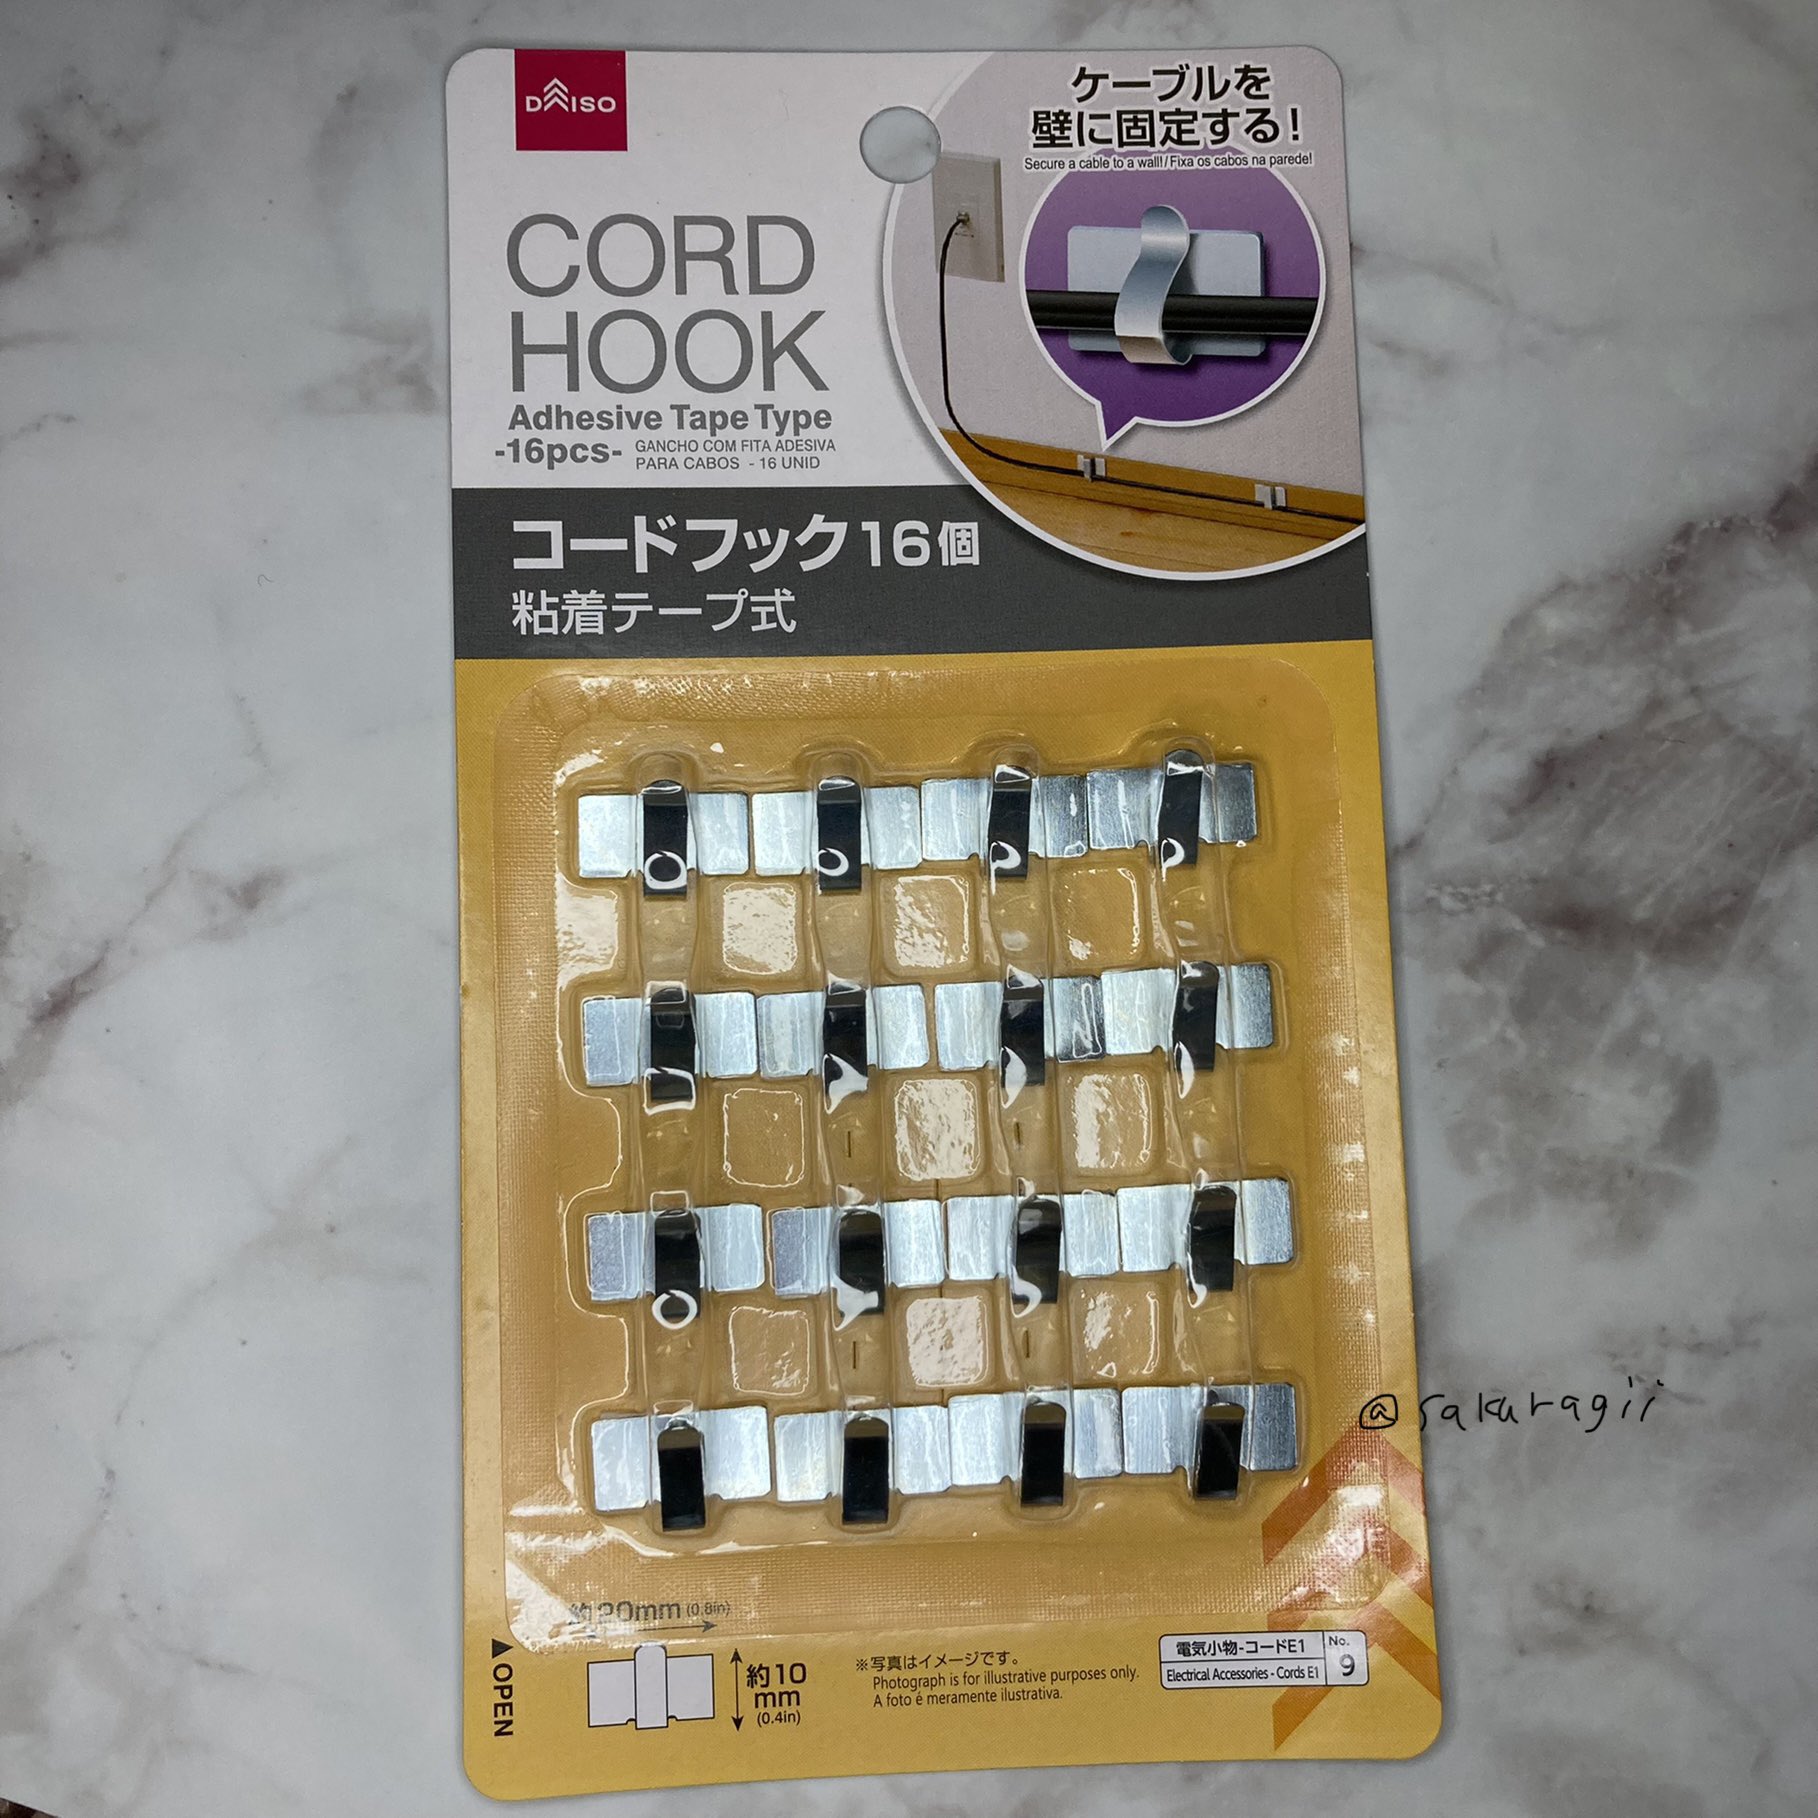 DAISO
ケーブルを
壁に固定する!
Secure a cable to a wall!/Fixa os cabos na parede!
CORD
HOOK
Adhesive Tape Type
-16pcs- GANCHO COM FITA ADESIVA
PARA CABOS - 16 UNID
コードフック16個
粘着テープ式
@sakuragii
約20mm (0.8in)
▲OPEN
約10
mm
(0.4in)
※写真はイメージです。
Photograph is for illustrative purposes only.
A foto é meramente ilustrativa.
電気小物-コードE1
Electrical Accessories - Cords E1
No.
9